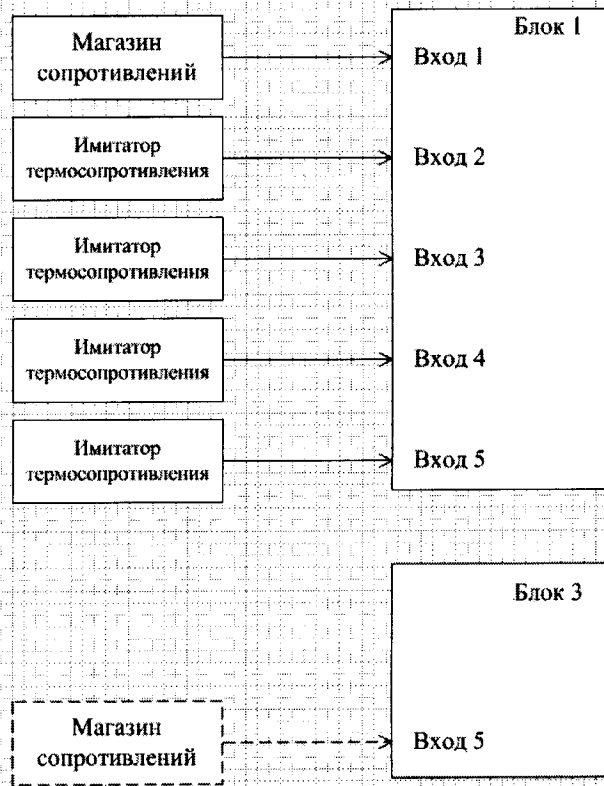 Блок 1
Магазин
сопротивлений
Вход 1
Имитатор
термосопротивления
Вход 2
Имитатор
термосопротивления
Вход 3
Имитатор
термосопротивления
Вход 4
Имитатор
термосопротивления
Вход 5
Блок 3
Магазин
сопротивлений
Вход 5